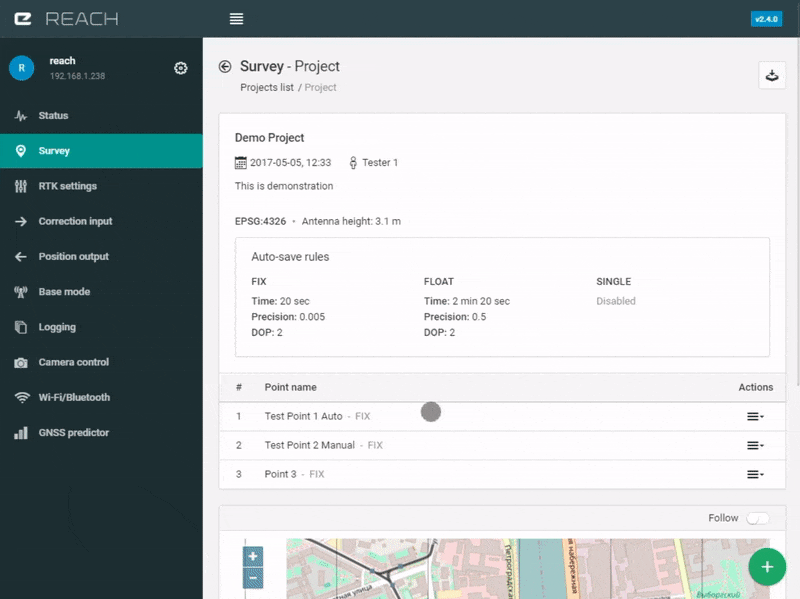 REACH
v2.4.0
R
reach
192.168.1.238
Status
Survey
RTK settings
Correction input
Position output
Base mode
Logging
Camera control
Wi-Fi/Bluetooth
GNSS predictor
Survey - Project
Projects list / Project
Demo Project
2017-05-05, 12:33 Tester 1
This is demonstration
EPSG:4326 • Antenna height: 3.1 m
Auto-save rules
FIX FLOAT SINGLE
Time: 20 sec Time: 2 min 20 sec Disabled
Precision: 0.005 Precision: 0.5
DOP: 2 DOP: 2
# Point name Actions
1 Test Point 1 Auto - FIX
2 Test Point 2 Manual - FIX
3 Point 3 - FIX
Follow
+
−
+
Петроградская
набережная
Выборгский
улица